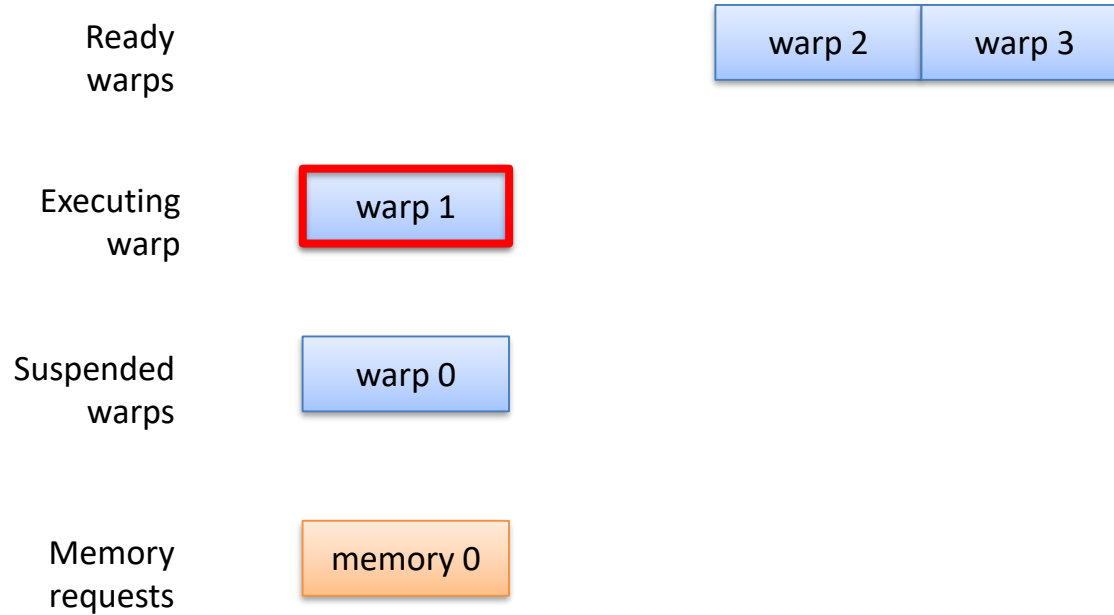 Ready
warps
warp 2
warp 3
Executing
warp
warp 1
Suspended
warps
warp 0
Memory
requests
memory 0